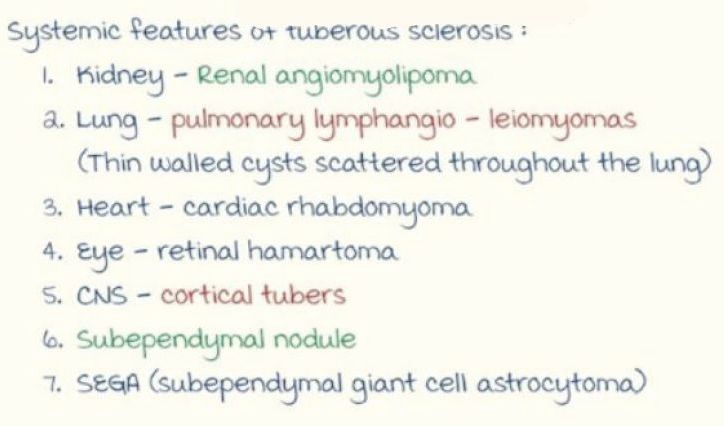 Systemic features of tuberous sclerosis :
1. Kidney - Renal angiomyolipoma
2. Lung - pulmonary lymphangio - leiomyomas
(Thin walled cysts scattered throughout the lung)
3. Heart - cardiac rhabdomyoma
4. Eye - retinal hamartoma
5. CNS - cortical tubers
6. Subependymal nodule
7. SEGA (subependymal giant cell astrocytoma)